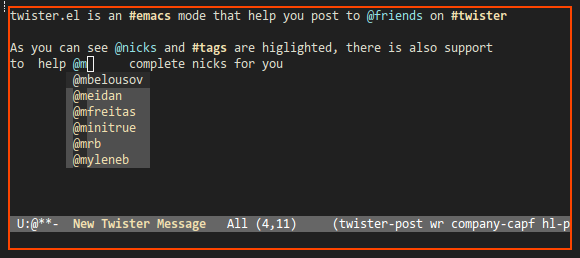 twister.el is an #emacs mode that help you post to @friends on #twister
As you can see @nicks and #tags are higlighted, there is also support
to help @m complete nicks for you
@mbelousov
@meidan
@mfreitas
@minitrue
@mrb
@myleneb
U:@**- New Twister Message All (4,11) (twister-post wr company-capf hl-p